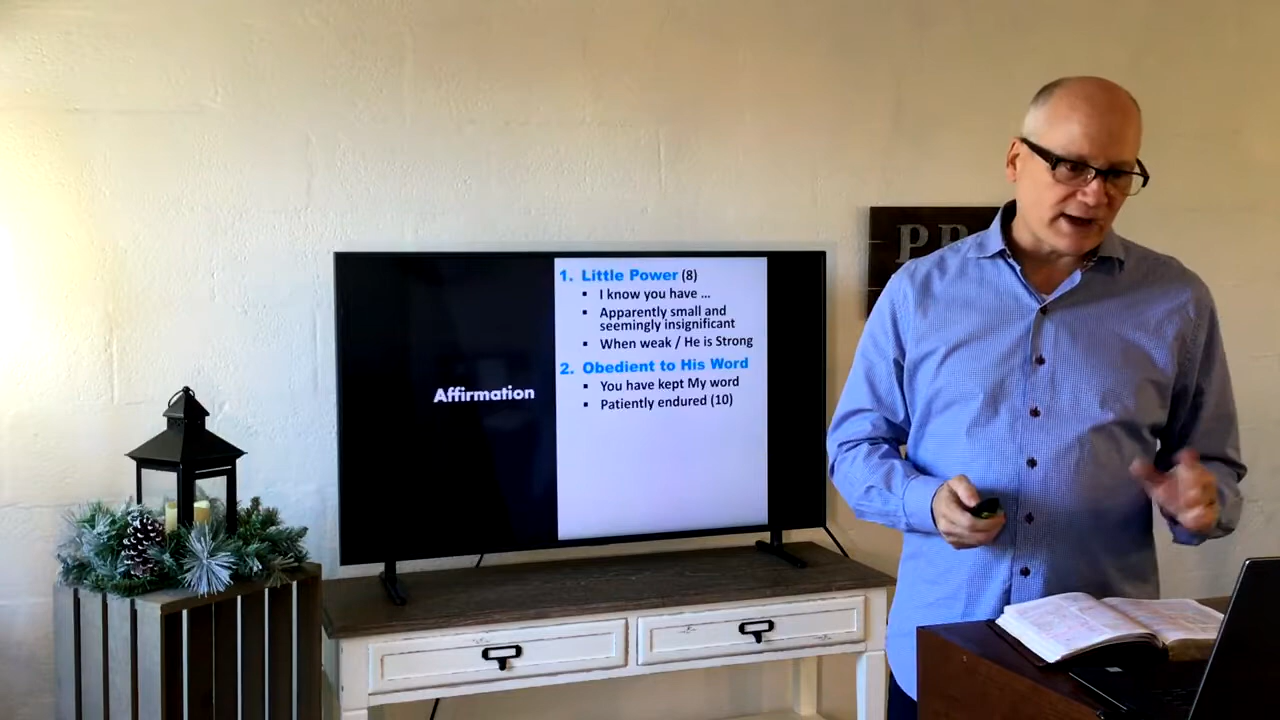 Affirmation
1. Little Power (8)
▪ I know you have ...
▪ Apparently small and
seemingly insignificant
▪ When weak / He is Strong
2. Obedient to His Word
▪ You have kept My word
▪ Patiently endured (10)